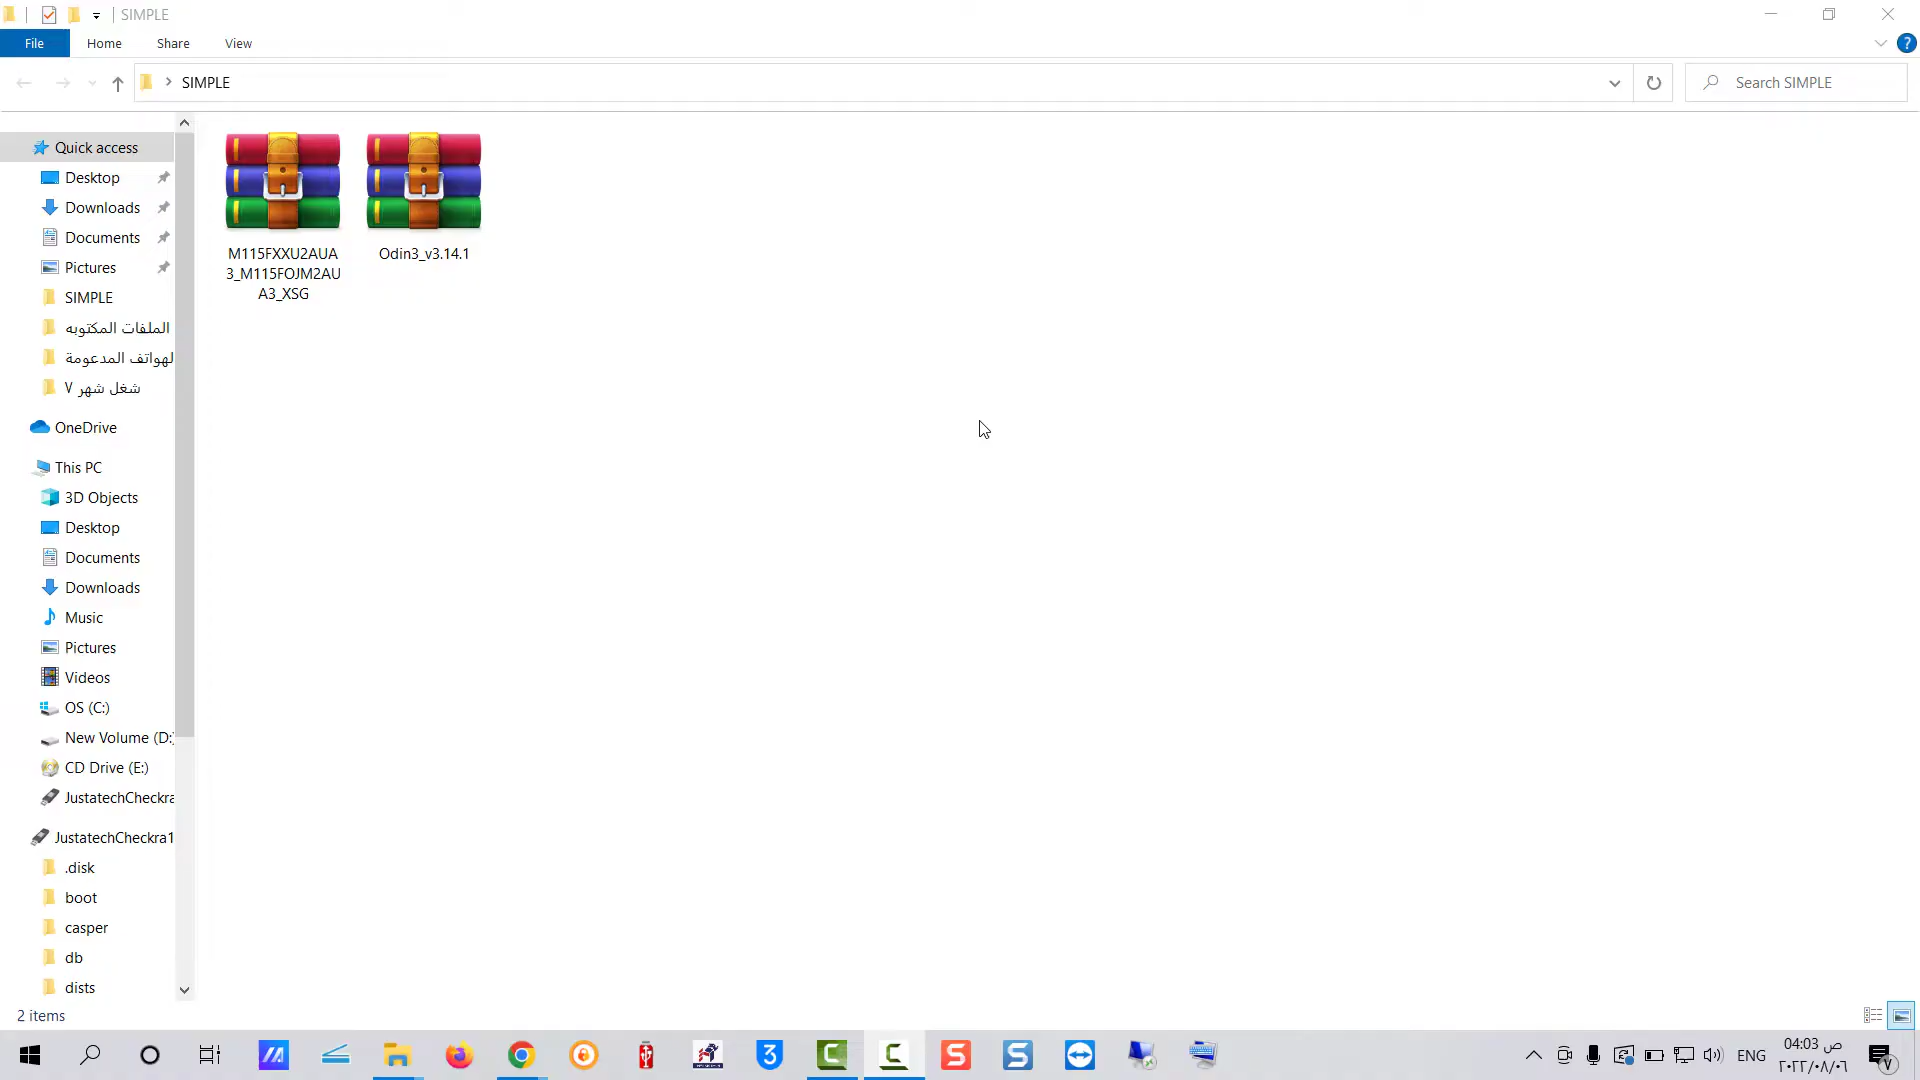 SIMPLE
File
Home
Share
View
SIMPLE
Search SIMPLE
Quick access
Desktop
Downloads
Documents
Pictures
SIMPLE
الملفات المكتوبه
لهواتف المدعومة
شغل شهر ٧
OneDrive
This PC
3D Objects
Desktop
Documents
Downloads
Music
Pictures
Videos
OS (C:)
New Volume (D:)
CD Drive (E:)
JustatechCheckra
JustatechCheckra1
.disk
boot
casper
db
dists
M115FXXU2AUA
3_M115FOJM2AU
A3_XSG
Odin3_v3.14.1
2 items
ENG
04:03 ص
٢٠٢٢/٠٨/٠٦